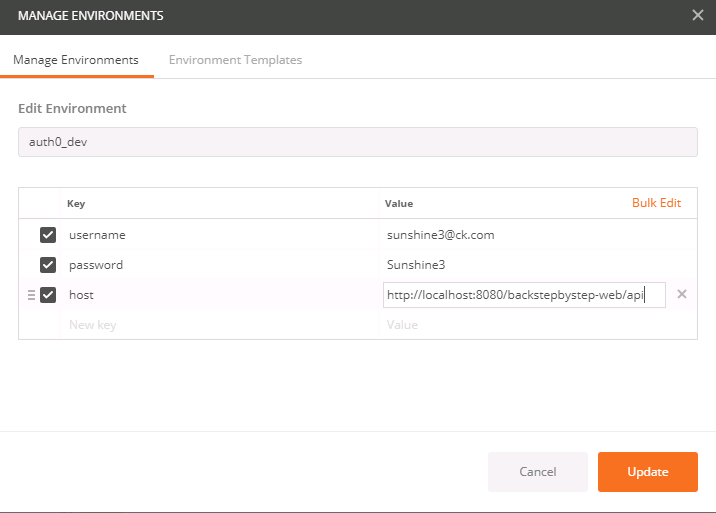 MANAGE ENVIRONMENTS
Manage Environments Environment Templates
Edit Environment
auth0_dev
Key Value Bulk Edit
username sunshine3@ck.com
password Sunshine3
host http://localhost:8080/backstepbystep-web/api
New key Value
Cancel Update